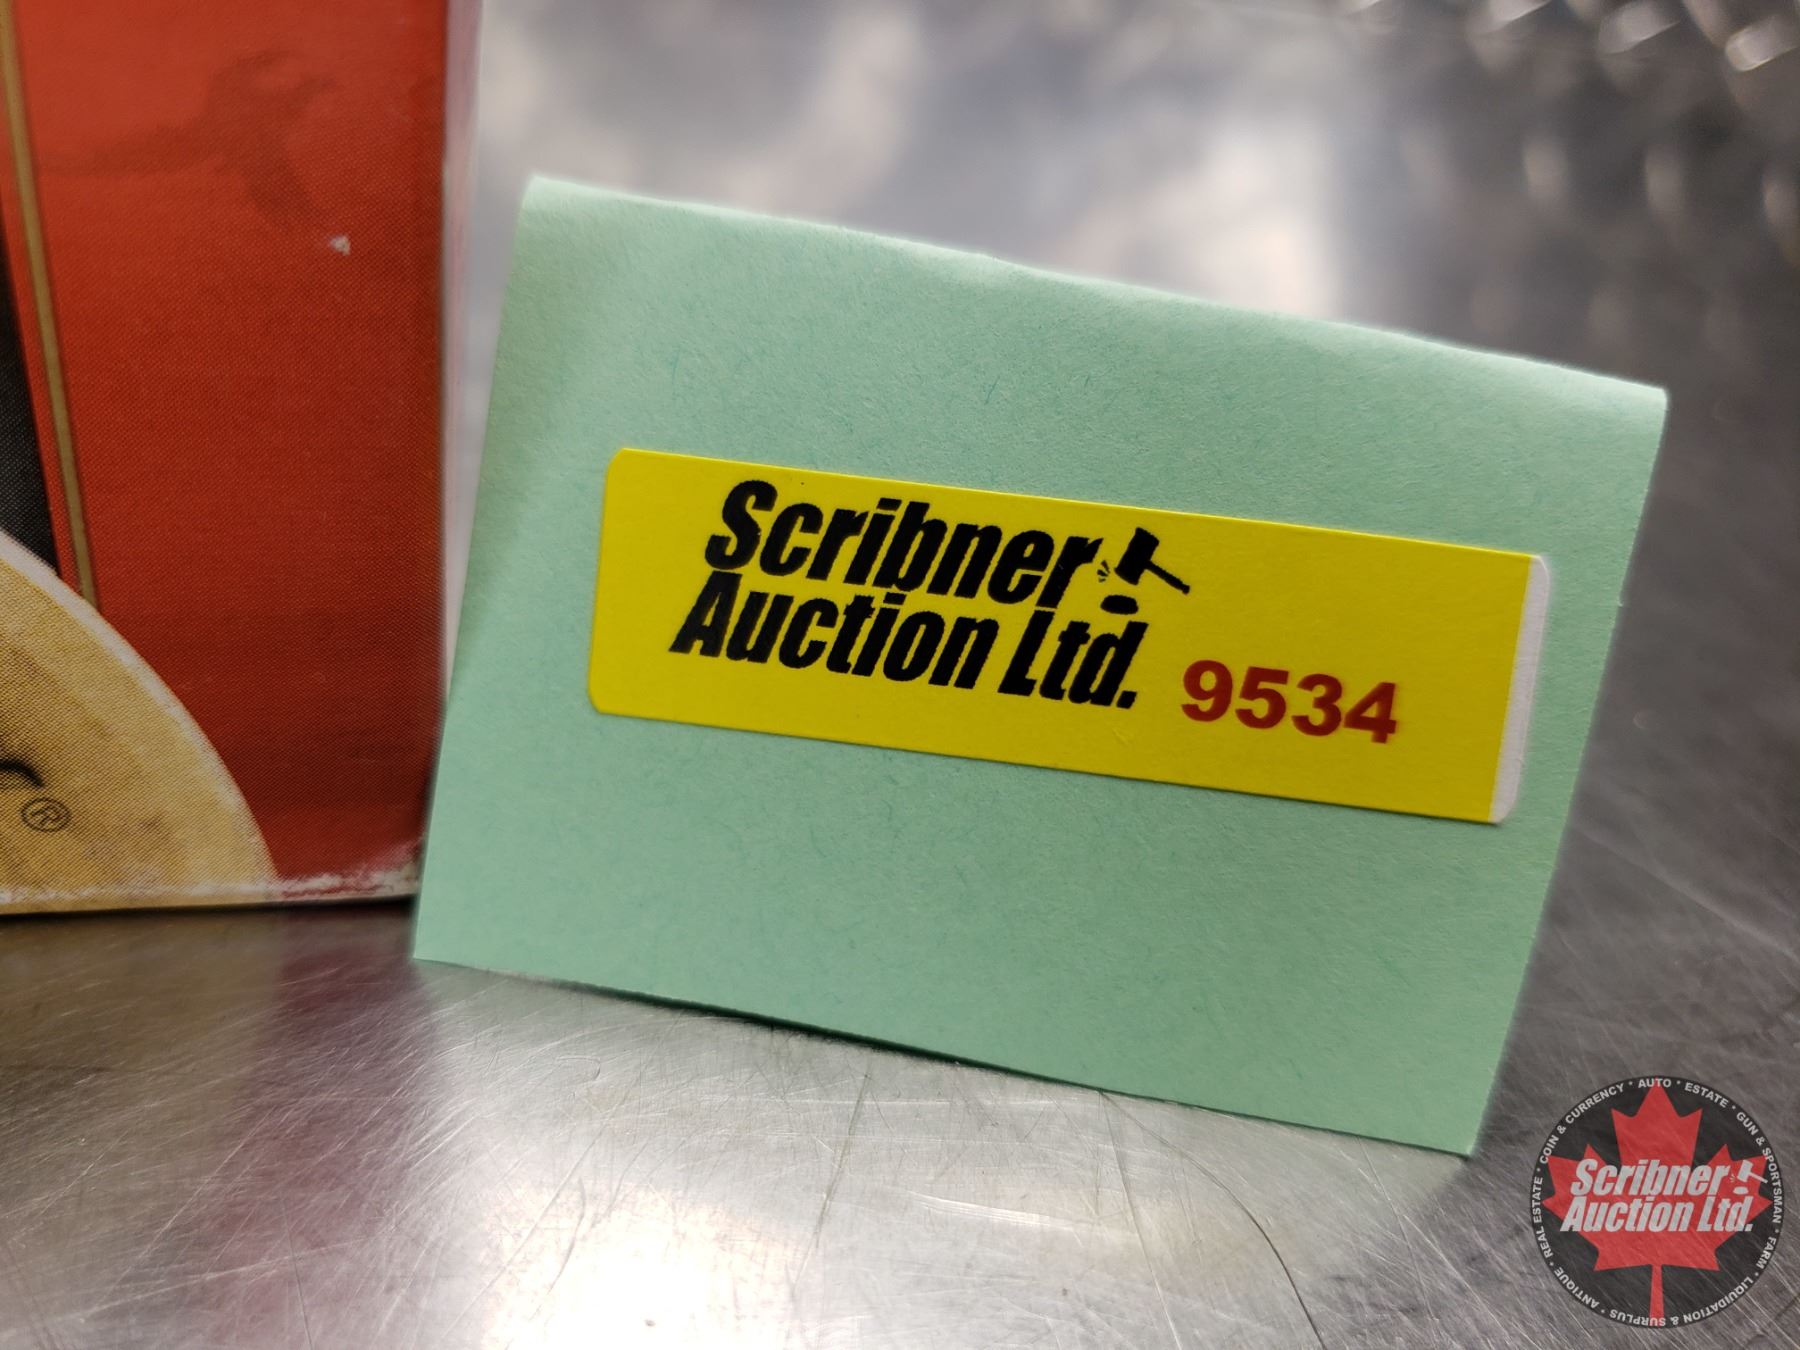 Scribner
Auction Ltd.
9534
®
COIN & CURRENCY • AUTO • ESTATE • GUN & SPORTSMAN • FARM • LIQUIDATION & SURPLUS • ANTIQUE • REAL ESTATE •
Scribner
Auction Ltd.